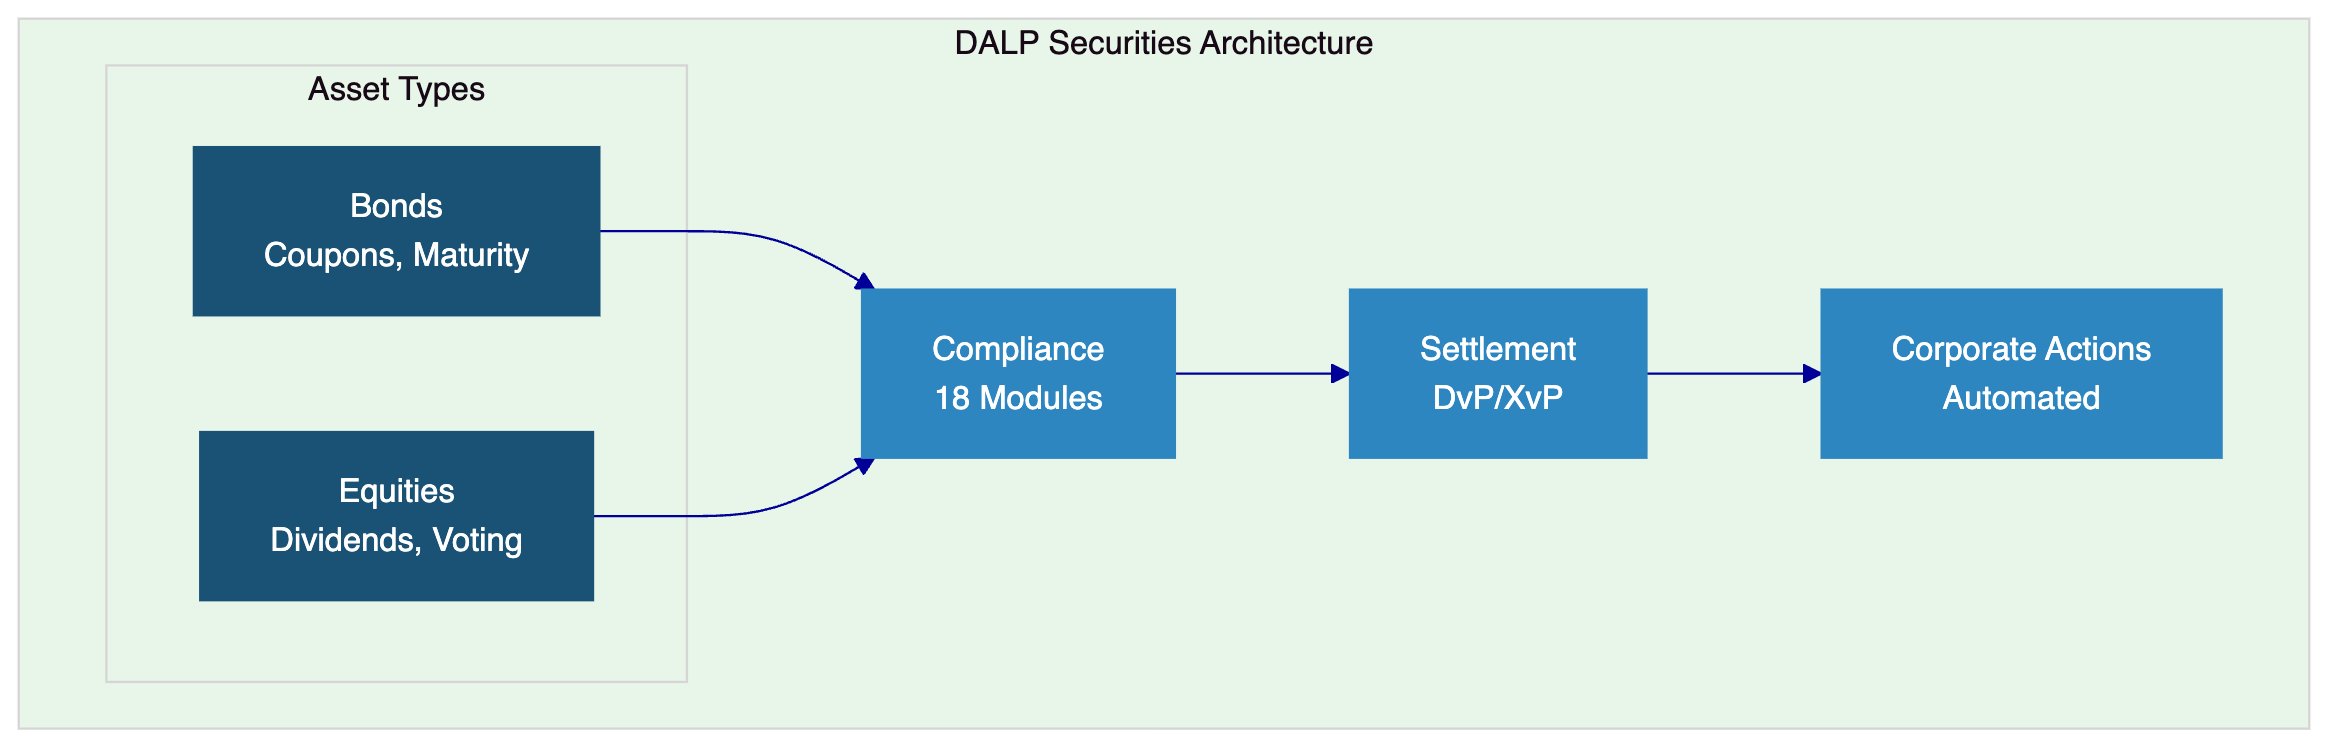 DALP Securities Architecture
Asset Types
Bonds
Coupons, Maturity
Equities
Dividends, Voting
Compliance
18 Modules
Settlement
DvP/XvP
Corporate Actions
Automated